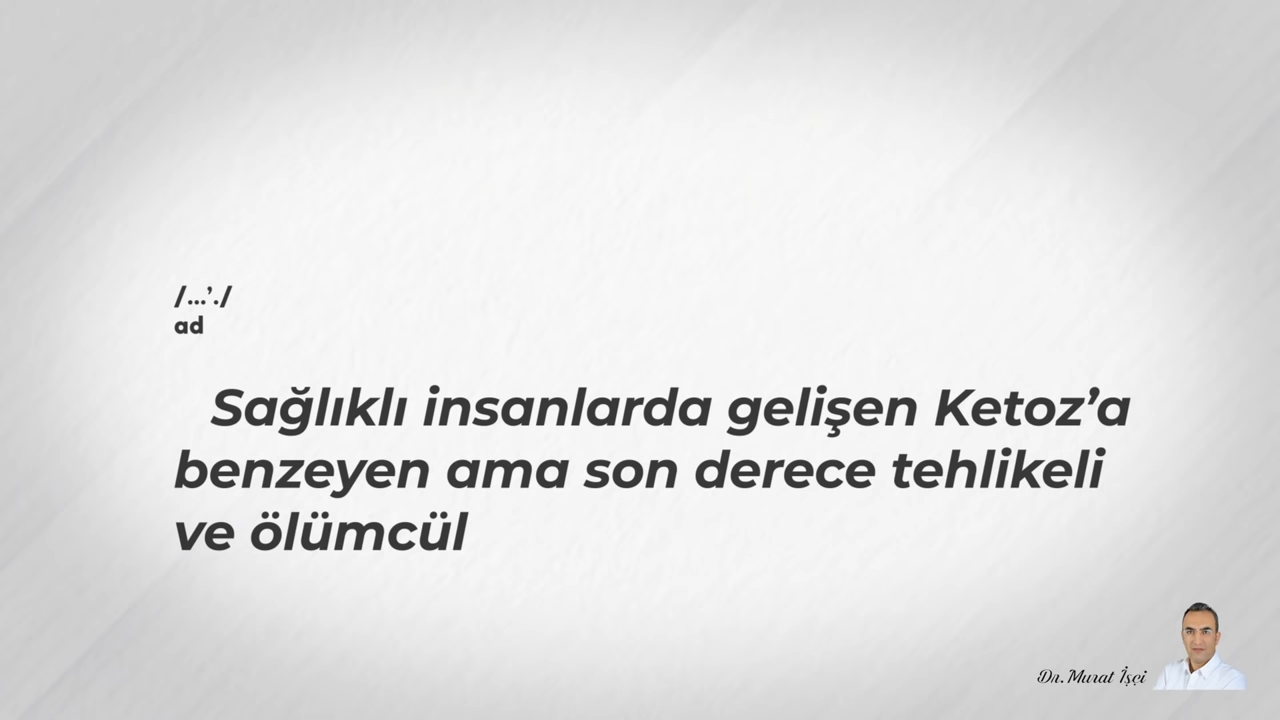 /...’./
ad
Sağlıklı insanlarda gelişen Ketoz’a
benzeyen ama son derece tehlikeli
ve ölümcül
Dr. Murat İşçi